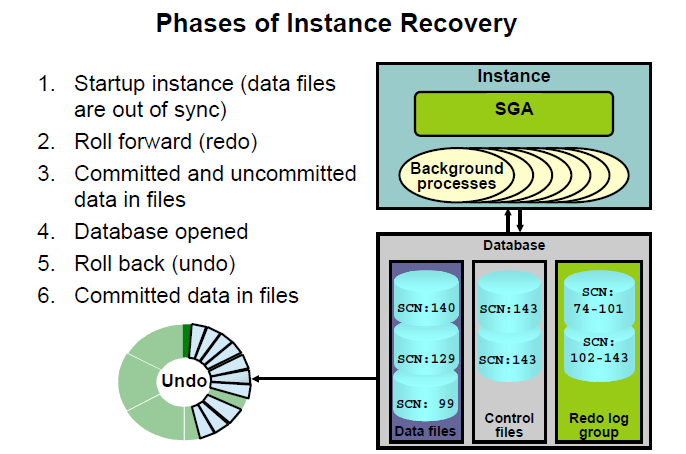 Phases of Instance Recovery
1. Startup instance (data files
are out of sync)
2. Roll forward (redo)
3. Committed and uncommitted
data in files
4. Database opened
5. Roll back (undo)
6. Committed data in files
Instance
SGA
Background
processes
Database
SCN:140
SCN:129
SCN: 99
Data files
SCN:143
SCN:143
Control
files
SCN:
74-101
SCN:
102-143
Redo log
group
Undo